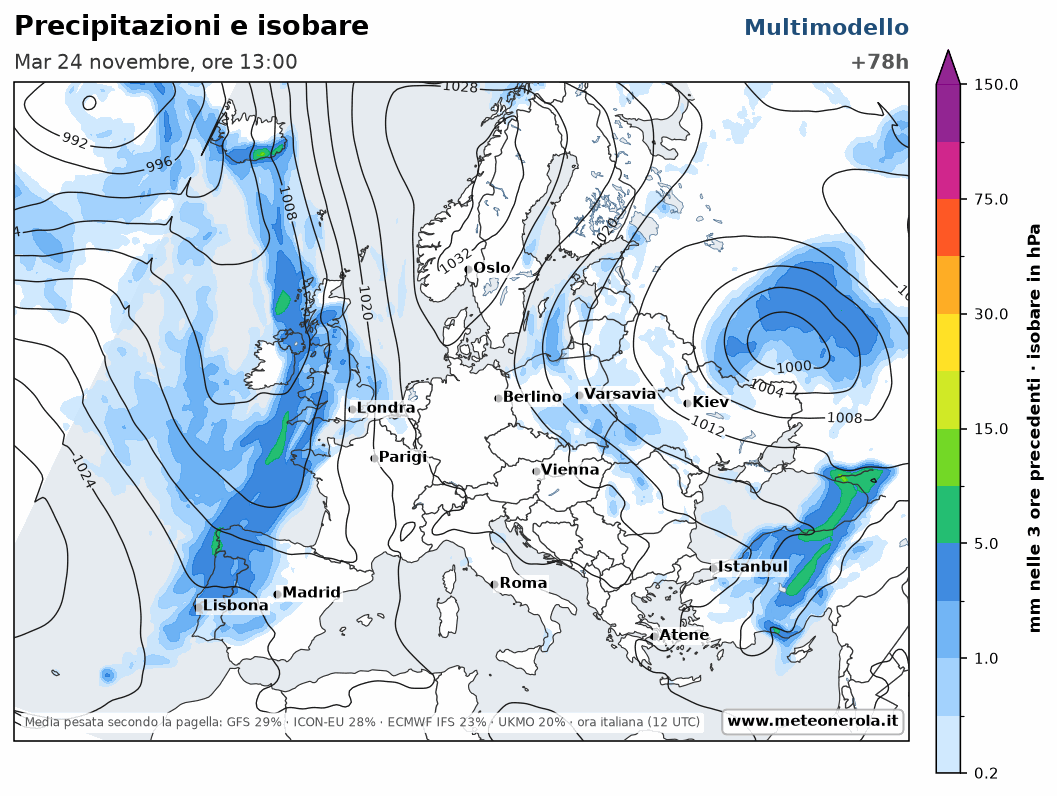 Precipitazioni e isobare
Multimodello
Mar 24 novembre, ore 13:00
+78h
1028
992
996
1008
1032
Oslo
1020
1020
1000
1004
1008
1012
1024
Berlino
Varsavia
Kiev
Londra
Parigi
Vienna
Istanbul
Roma
Madrid
Lisbona
Atene
Media pesata secondo la pagella: GFS 29% · ICON-EU 28% · ECMWF IFS 23% · UKMO 20% · ora italiana (12 UTC)
www.meteonerola.it
150.0
75.0
30.0
15.0
5.0
1.0
0.2
mm nelle 3 ore precedenti · isobare in hPa